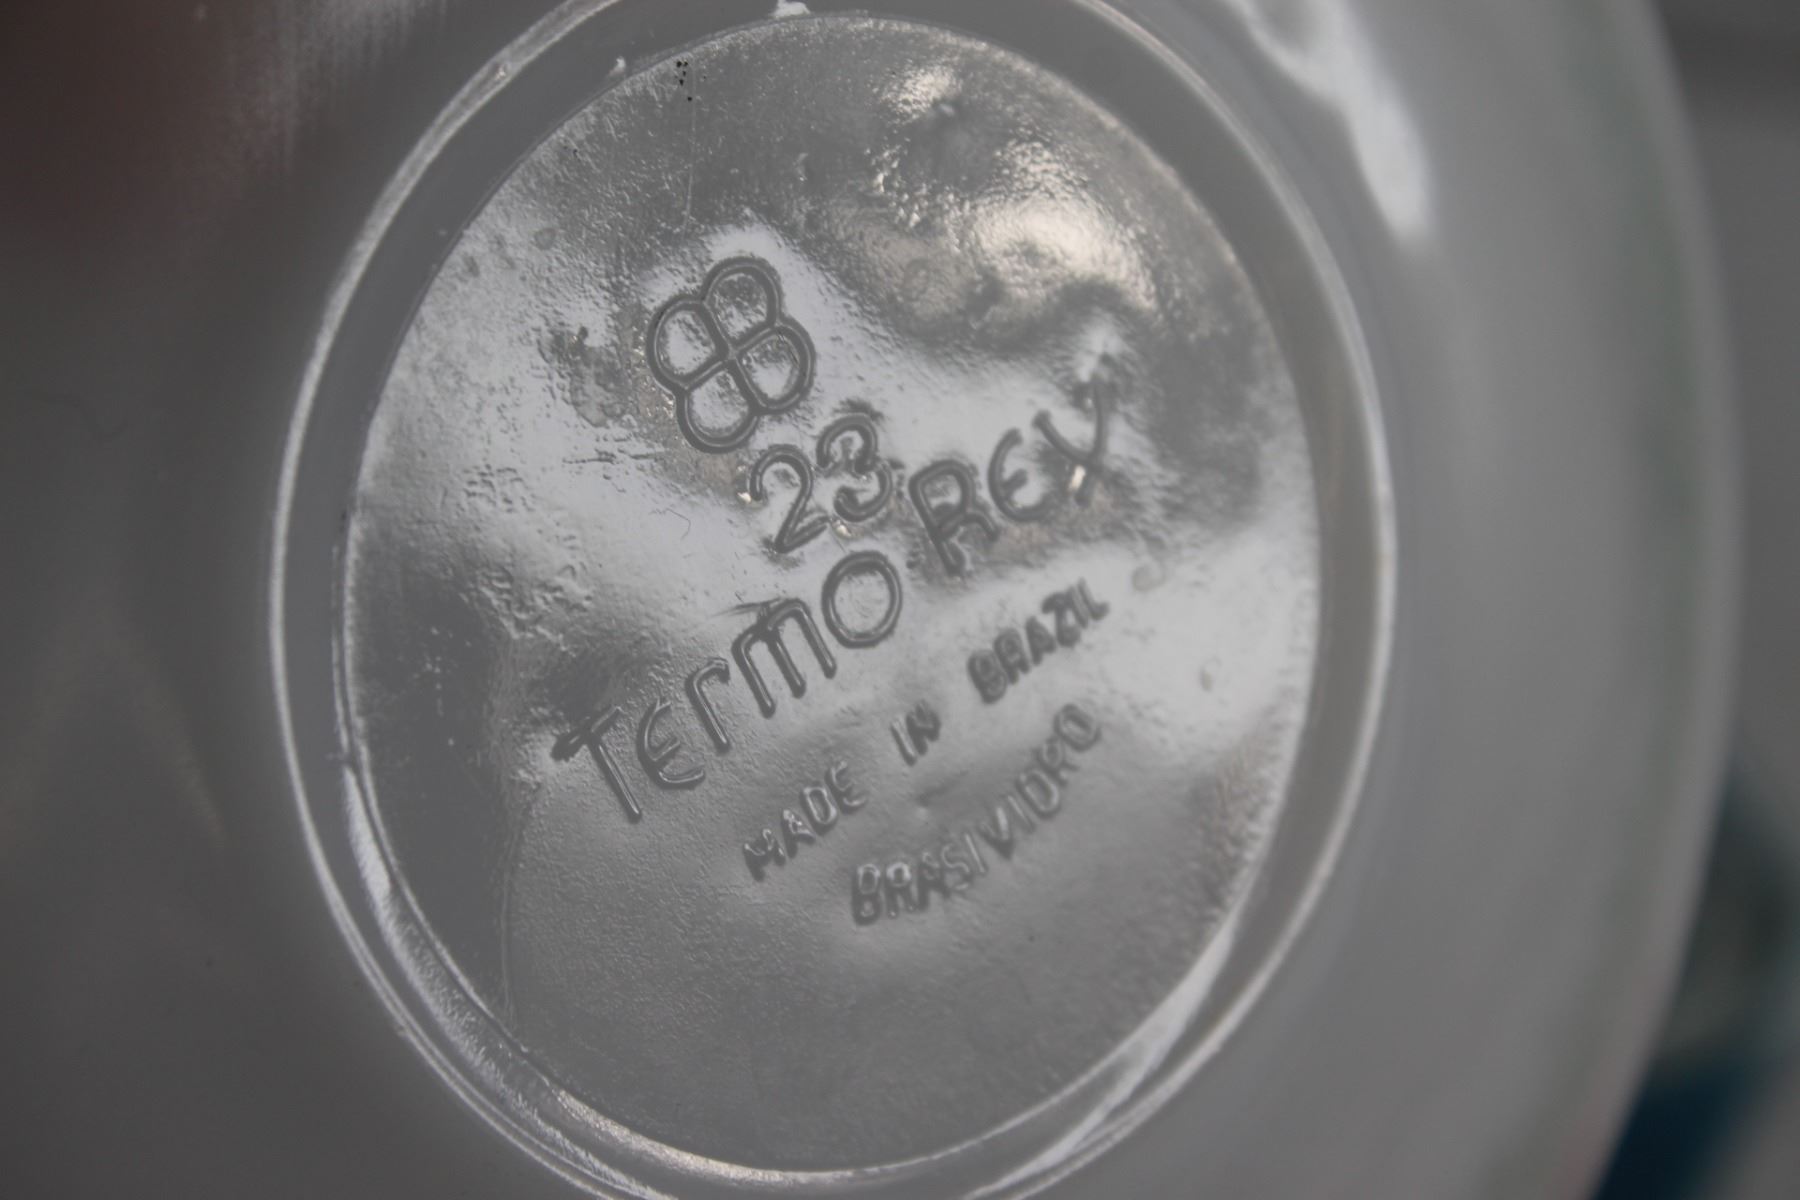 23
TERMO REX
MADE IN BRAZIL
BRASIVIDRO